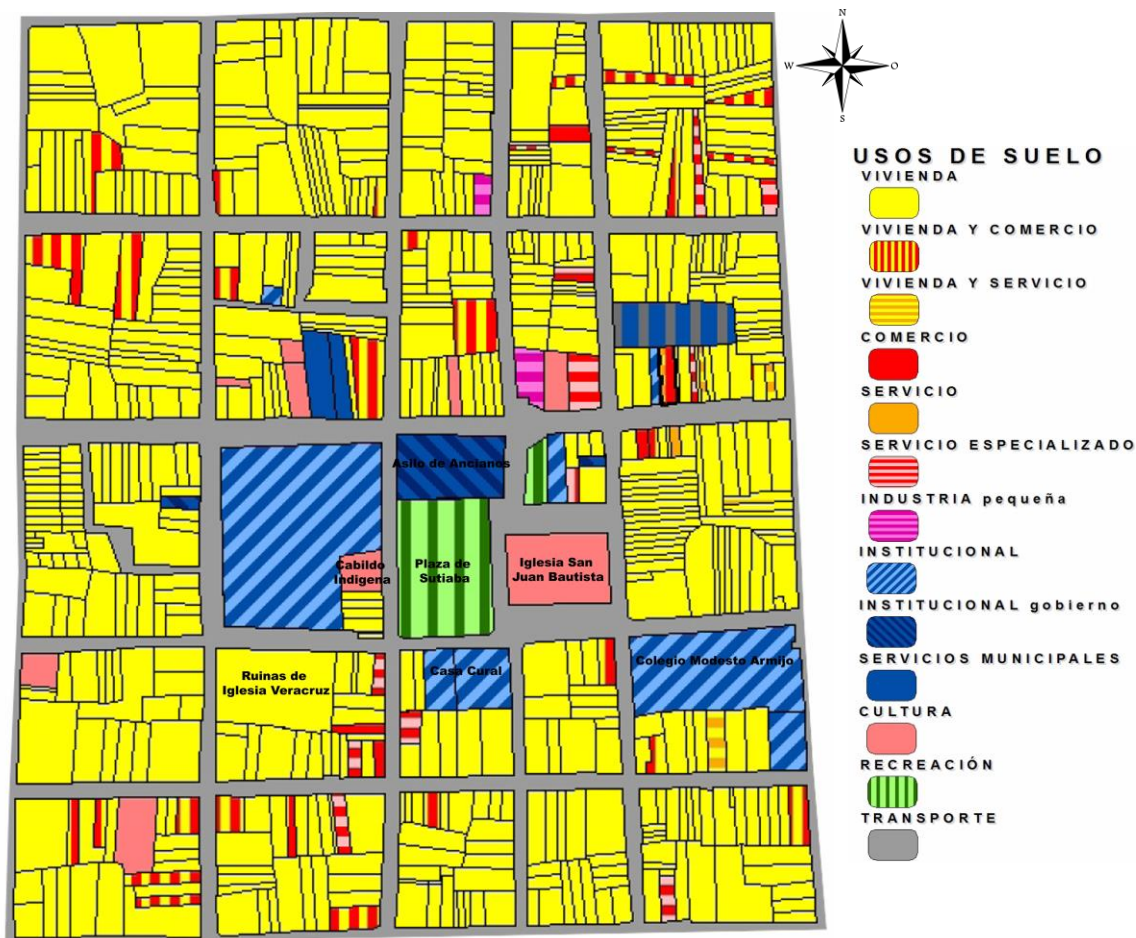 N
W
O
S
USOS DE SUELO
VIVIENDA
VIVIENDA Y COMERCIO
VIVIENDA Y SERVICIO
COMERCIO
SERVICIO
SERVICIO ESPECIALIZADO
INDUSTRIA pequeña
INSTITUCIONAL
INSTITUCIONAL gobierno
SERVICIOS MUNICIPALES
CULTURA
RECREACIÓN
TRANSPORTE
Asilo de Ancianos
Cabildo
Indigena
Plaza de
Sutiaba
Iglesia San
Juan Bautista
Ruinas de
Iglesia Veracruz
Casa Cural
Colegio Modesto Armijo